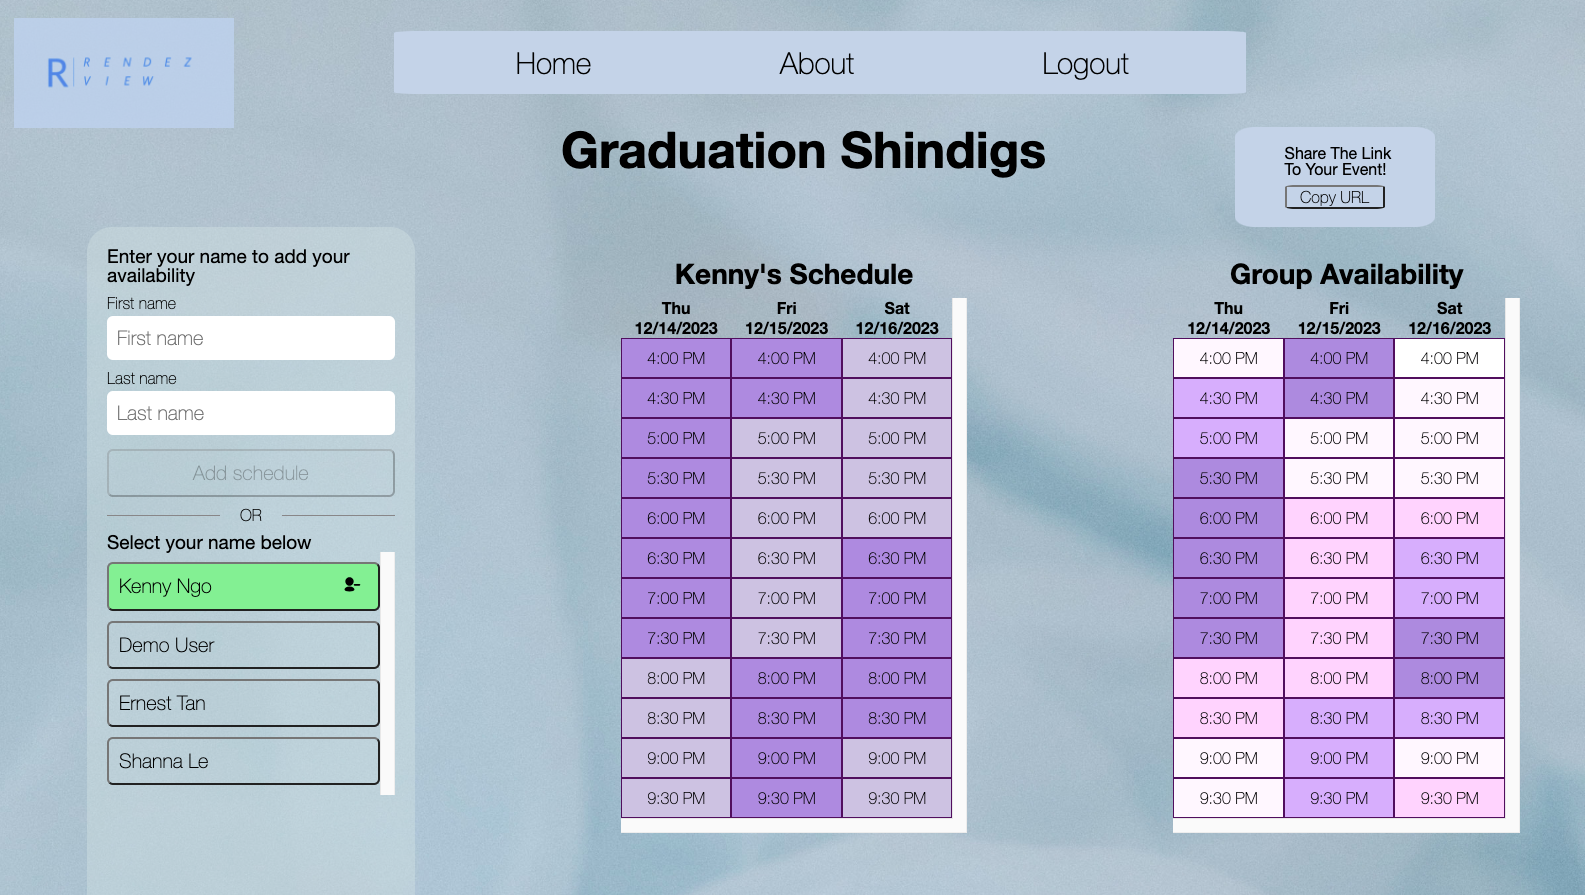 R RENDEZ
VIEW
Home About Logout
Graduation Shindigs
Share The Link
To Your Event!
Copy URL
Enter your name to add your
availability
First name
First name
Last name
Last name
Add schedule
OR
Select your name below
Kenny Ngo
Demo User
Ernest Tan
Shanna Le
Kenny's Schedule
Thu Fri Sat
12/14/2023 12/15/2023 12/16/2023
4:00 PM 4:00 PM 4:00 PM
4:30 PM 4:30 PM 4:30 PM
5:00 PM 5:00 PM 5:00 PM
5:30 PM 5:30 PM 5:30 PM
6:00 PM 6:00 PM 6:00 PM
6:30 PM 6:30 PM 6:30 PM
7:00 PM 7:00 PM 7:00 PM
7:30 PM 7:30 PM 7:30 PM
8:00 PM 8:00 PM 8:00 PM
8:30 PM 8:30 PM 8:30 PM
9:00 PM 9:00 PM 9:00 PM
9:30 PM 9:30 PM 9:30 PM
Group Availability
Thu Fri Sat
12/14/2023 12/15/2023 12/16/2023
4:00 PM 4:00 PM 4:00 PM
4:30 PM 4:30 PM 4:30 PM
5:00 PM 5:00 PM 5:00 PM
5:30 PM 5:30 PM 5:30 PM
6:00 PM 6:00 PM 6:00 PM
6:30 PM 6:30 PM 6:30 PM
7:00 PM 7:00 PM 7:00 PM
7:30 PM 7:30 PM 7:30 PM
8:00 PM 8:00 PM 8:00 PM
8:30 PM 8:30 PM 8:30 PM
9:00 PM 9:00 PM 9:00 PM
9:30 PM 9:30 PM 9:30 PM